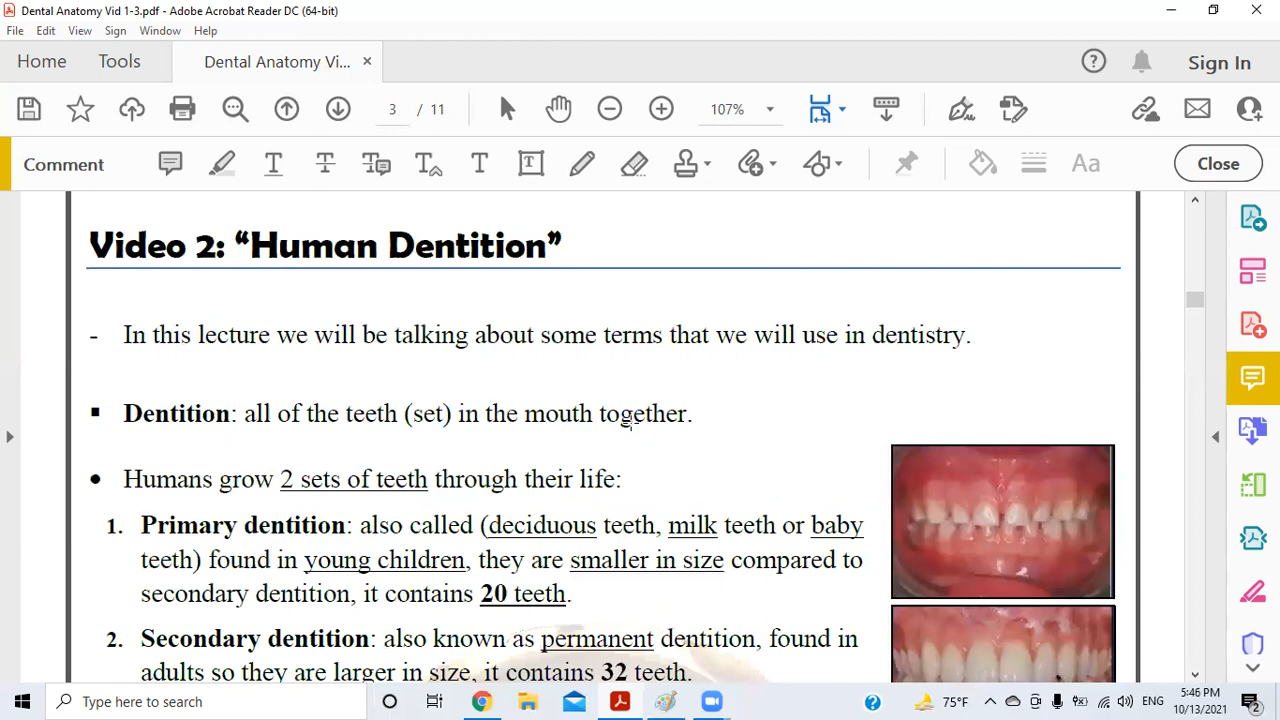 Dental Anatomy Vid 1-3.pdf - Adobe Acrobat Reader DC (64-bit)
File Edit View Sign Window Help
Home Tools Dental Anatomy Vi... × Sign In
3 / 11 107%
Comment Close
Video 2: “Human Dentition”
- In this lecture we will be talking about some terms that we will use in dentistry.
▪ Dentition: all of the teeth (set) in the mouth together.
• Humans grow 2 sets of teeth through their life:
1. Primary dentition: also called (deciduous teeth, milk teeth or baby
teeth) found in young children, they are smaller in size compared to
secondary dentition, it contains 20 teeth.
2. Secondary dentition: also known as permanent dentition, found in
adults so they are larger in size, it contains 32 teeth.
Type here to search
75°F
ENG
5:46 PM
10/13/2021
2